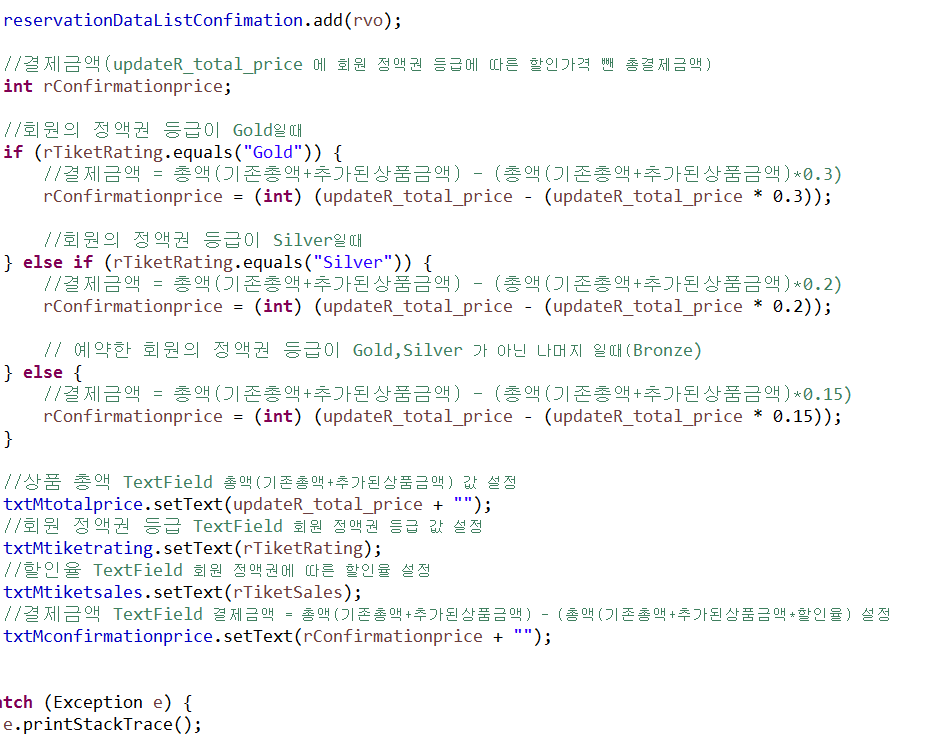 reservationDataListConfimation.add(rvo);
//결제금액(updateR_total_price 에 회원 정액권 등급에 따른 할인가격 뺀 총결제금액)
int rConfirmationprice;
//회원의 정액권 등급이 Gold일때
if (rTiketRating.equals("Gold")) {
//결제금액 = 총액(기존총액+추가된상품금액) - (총액(기존총액+추가된상품금액)*0.3)
rConfirmationprice = (int) (updateR_total_price - (updateR_total_price * 0.3));
//회원의 정액권 등급이 Silver일때
} else if (rTiketRating.equals("Silver")) {
//결제금액 = 총액(기존총액+추가된상품금액) - (총액(기존총액+추가된상품금액)*0.2)
rConfirmationprice = (int) (updateR_total_price - (updateR_total_price * 0.2));
// 예약한 회원의 정액권 등급이 Gold,Silver 가 아닌 나머지 일때(Bronze)
} else {
//결제금액 = 총액(기존총액+추가된상품금액) - (총액(기존총액+추가된상품금액)*0.15)
rConfirmationprice = (int) (updateR_total_price - (updateR_total_price * 0.15));
}
//상품 총액 TextField 총액(기존총액+추가된상품금액) 값 설정
txtMtotalprice.setText(updateR_total_price + "");
//회원 정액권 등급 TextField 회원 정액권 등급 값 설정
txtMtiketrating.setText(rTiketRating);
//할인율 TextField 회원 정액권에 따른 할인율 설정
txtMtiketsales.setText(rTiketSales);
//결제금액 TextField 결제금액 = 총액(기존총액+추가된상품금액) - (총액(기존총액+추가된상품금액*할인율) 설정
txtMconfirmationprice.setText(rConfirmationprice + "");
atch (Exception e) {
e.printStackTrace();